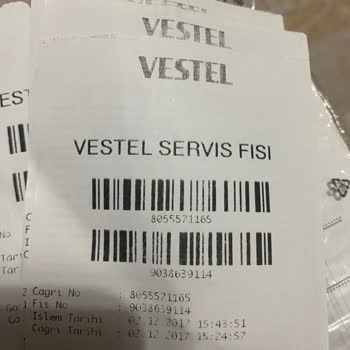 VESTEL
VESTEL
VEST
VESTEL SERVIS FISI
8055571165
9038639114
Cagri No : 8055571165
Fis No : 9038639114
Islem Tarihi : 02.12.2017 15:43:51
Cagri Tarihi : 02.12.2017 15:24:57